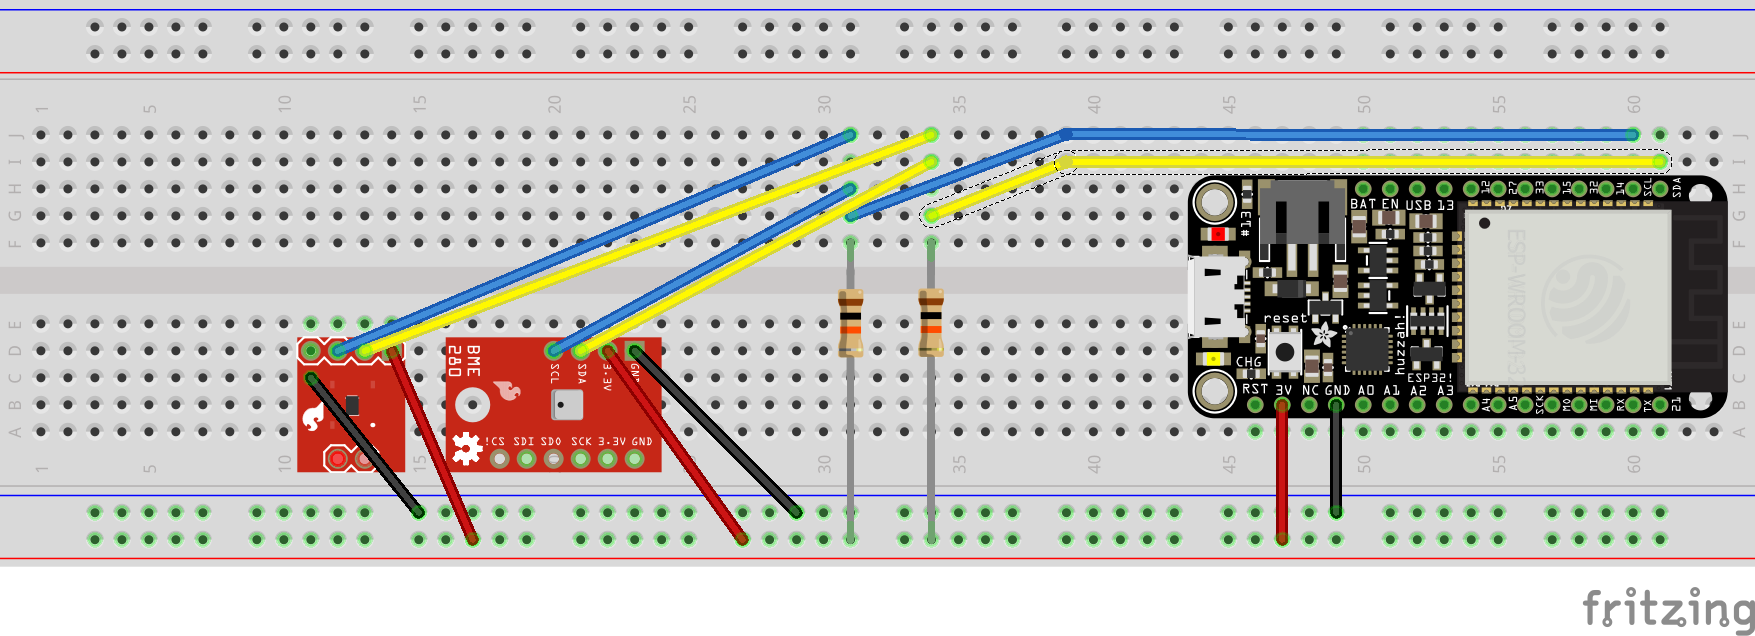 1 5 10 15 20 25 30 35 40 45 50 55 60
J J
I I
H H
G G
F F
E E
D D
C C
B B
A A
12 27 33 15 32 14 SCL SDA
BAT EN USB 13
#13
ESP-WROOM-32
reset
huzzah!
CHG
ESP32!
RST 3V NC GND A0 A1 A2 A3
A4 A5 SCK MO MI RX TX 21
BME
280
SCL SDA 3.3V GND
!CS SDI SDO SCK 3.3V GND
1 5 10 15 20 25 30 35 40 45 50 55 60
fritzing